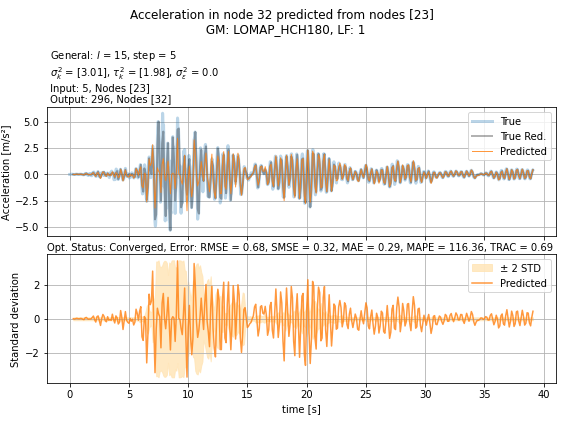 Acceleration in node 32 predicted from nodes [23]
GM: LOMAP_HCH180, LF: 1
General: l = 15, step = 5
σ²ₖ = [3.01], τ²ₖ = [1.98], σ²ε = 0.0
Input: 5, Nodes [23]
Output: 296, Nodes [32]
Acceleration [m/s²]
5.0
2.5
0.0
−2.5
−5.0
True
True Red.
Predicted
Opt. Status: Converged, Error: RMSE = 0.68, SMSE = 0.32, MAE = 0.29, MAPE = 116.36, TRAC = 0.69
Standard deviation
2
0
−2
± 2 STD
Predicted
0 5 10 15 20 25 30 35 40
time [s]